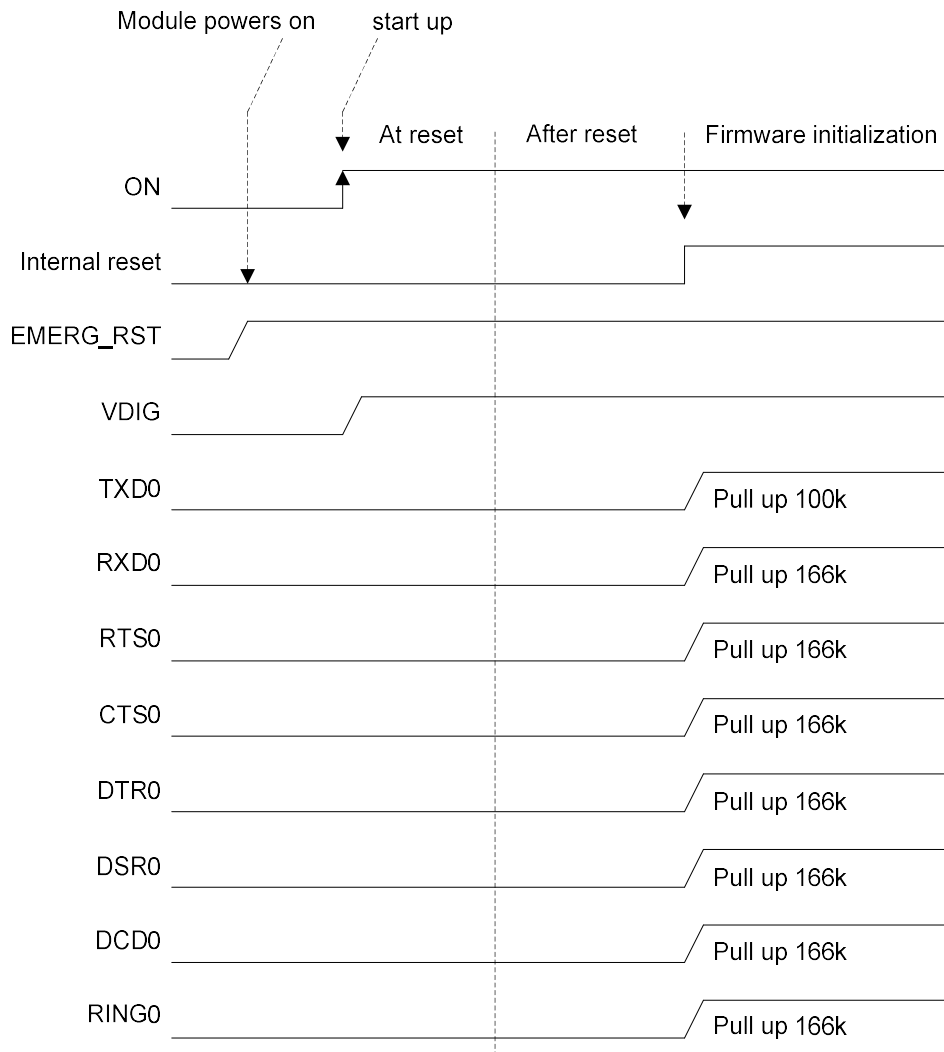 Module powers on
start up
At reset
After reset
Firmware initialization
ON
Internal reset
EMERG_RST
VDIG
TXD0
Pull up 100k
RXD0
Pull up 166k
RTS0
Pull up 166k
CTS0
Pull up 166k
DTR0
Pull up 166k
DSR0
Pull up 166k
DCD0
Pull up 166k
RING0
Pull up 166k